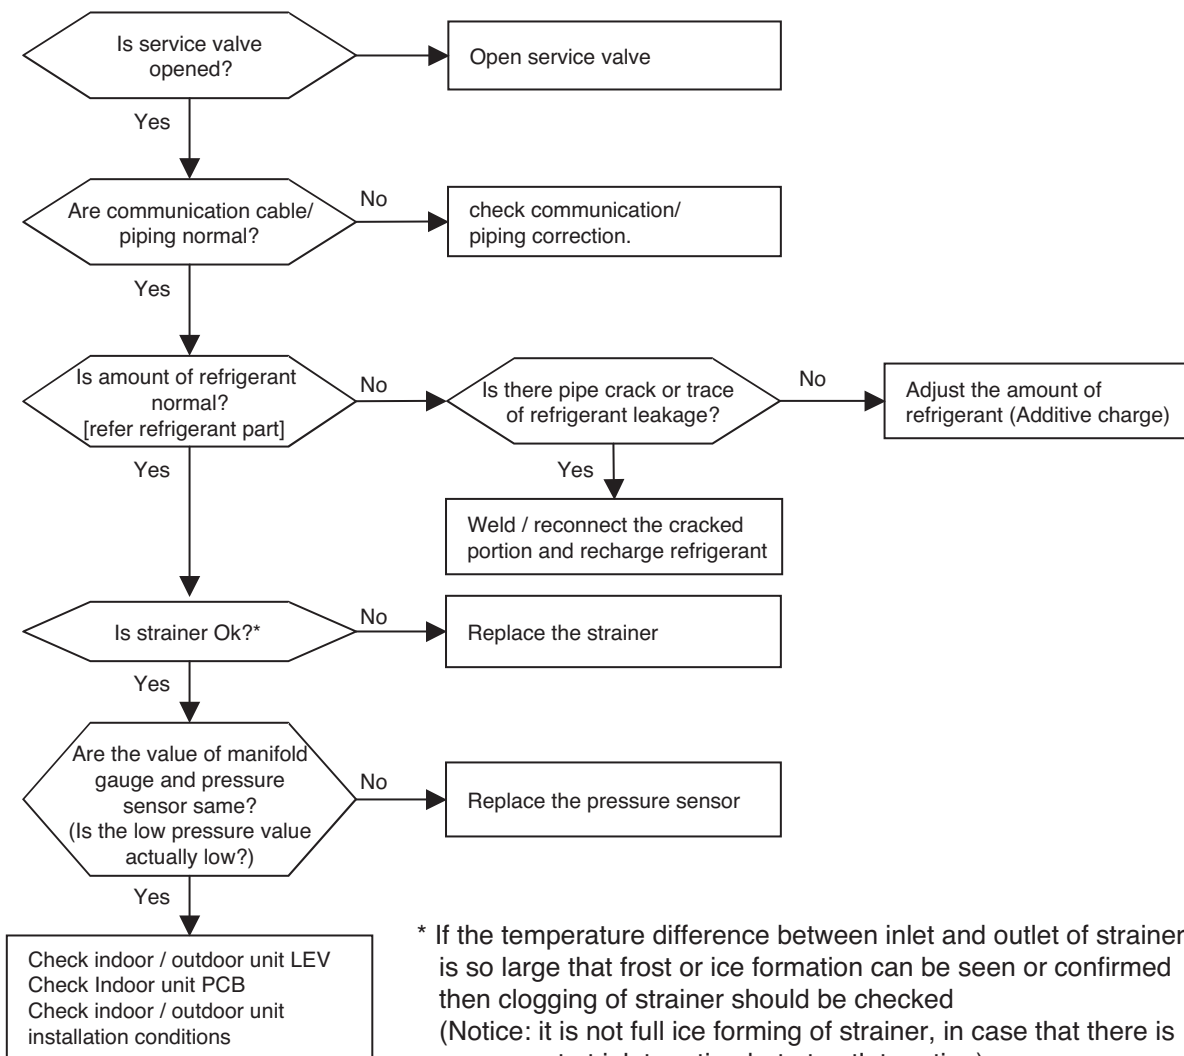 Is service valve
opened?
Open service valve
Yes
Are communication cable/
piping normal?
No
check communication/
piping correction.
Yes
Is amount of refrigerant
normal?
[refer refrigerant part]
No
Is there pipe crack or trace
of refrigerant leakage?
No
Adjust the amount of
refrigerant (Additive charge)
Yes
Yes
Weld / reconnect the cracked
portion and recharge refrigerant
Is strainer Ok?*
No
Replace the strainer
Yes
Are the value of manifold
gauge and pressure
sensor same?
(Is the low pressure value
actually low?)
No
Replace the pressure sensor
Yes
Check indoor / outdoor unit LEV
Check Indoor unit PCB
Check indoor / outdoor unit
installation conditions
* If the temperature difference between inlet and outlet of strainer
is so large that frost or ice formation can be seen or confirmed
then clogging of strainer should be checked
(Notice: it is not full ice forming of strainer, in case that there is